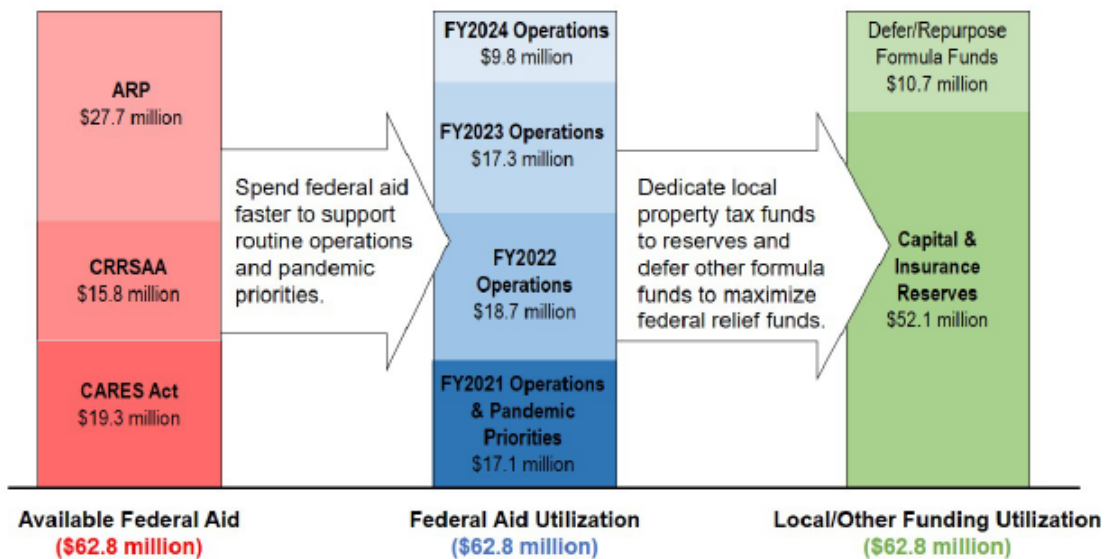 ARP
$27.7 million
CRRSAA
$15.8 million
CARES Act
$19.3 million
Spend federal aid
faster to support
routine operations
and pandemic
priorities.
FY2024 Operations
$9.8 million
FY2023 Operations
$17.3 million
FY2022
Operations
$18.7 million
FY2021 Operations
& Pandemic
Priorities
$17.1 million
Dedicate local
property tax funds
to reserves and
defer other formula
funds to maximize
federal relief funds.
Defer/Repurpose
Formula Funds
$10.7 million
Capital &
Insurance
Reserves
$52.1 million
Available Federal Aid
($62.8 million)
Federal Aid Utilization
($62.8 million)
Local/Other Funding Utilization
($62.8 million)